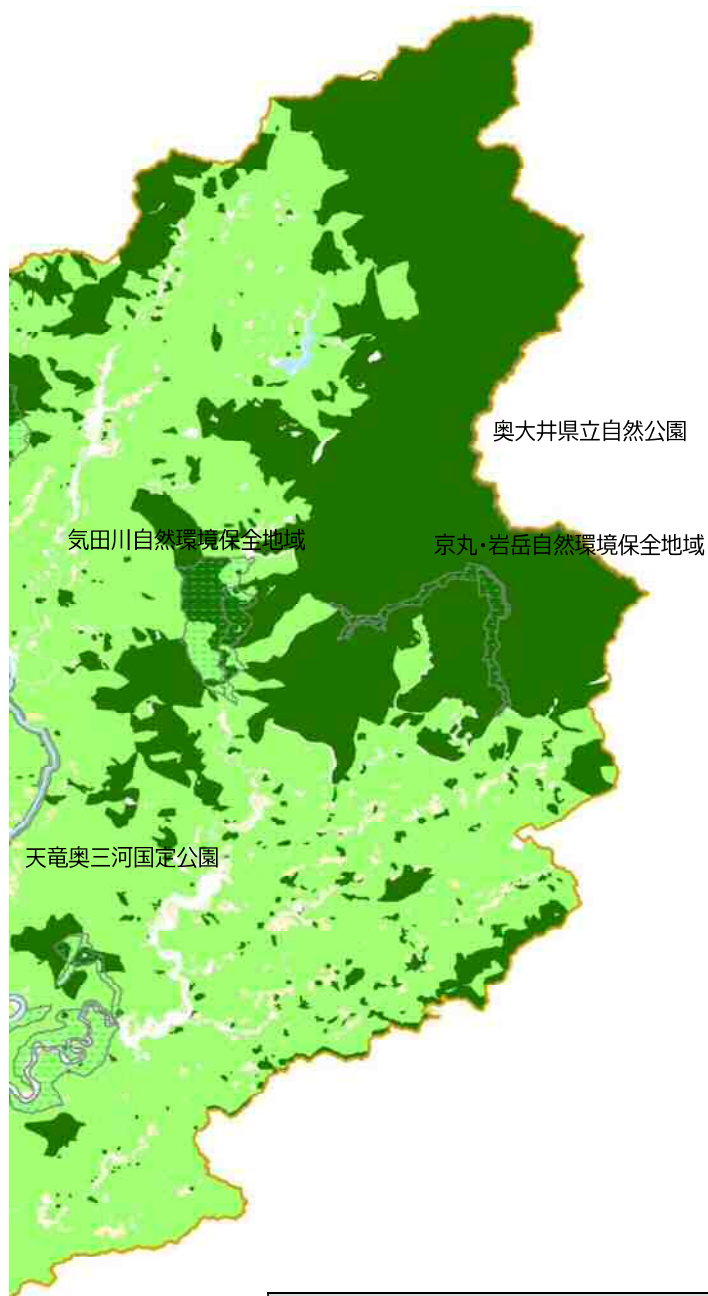 奥大井県立自然公園
気田川自然環境保全地域
京丸・岩岳自然環境保全地域
天竜奥三河国定公園